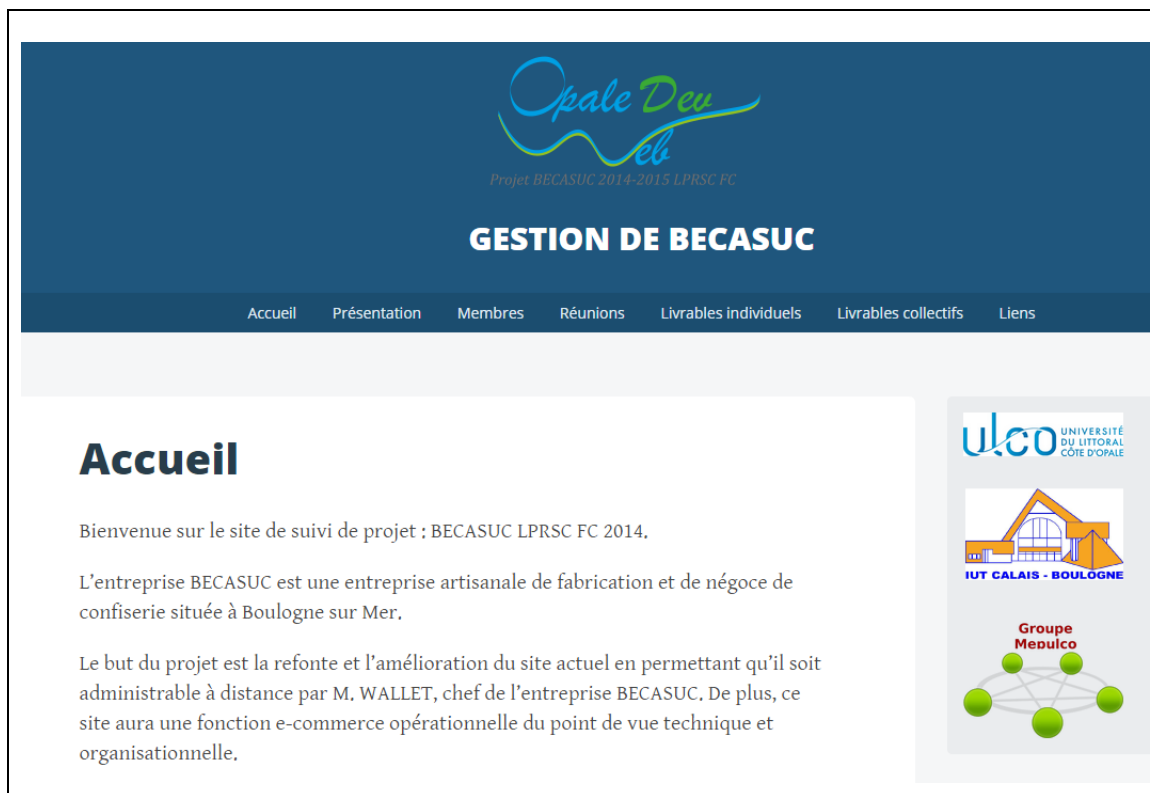 Opale Dev
Web
Projet BECASUC 2014-2015 LPRSC FC
GESTION DE BECASUC
Accueil Présentation Membres Réunions Livrables individuels Livrables collectifs Liens
Accueil
Bienvenue sur le site de suivi de projet : BECASUC LPRSC FC 2014.
L'entreprise BECASUC est une entreprise artisanale de fabrication et de négoce de
confiserie située à Boulogne sur Mer.
Le but du projet est la refonte et l'amélioration du site actuel en permettant qu'il soit
administrable à distance par M. WALLET, chef de l'entreprise BECASUC. De plus, ce
site aura une fonction e-commerce opérationnelle du point de vue technique et
organisationnelle.
ulco UNIVERSITÉ
DU LITTORAL
CÔTE D'OPALE
IUT CALAIS - BOULOGNE
Groupe
Mepulco